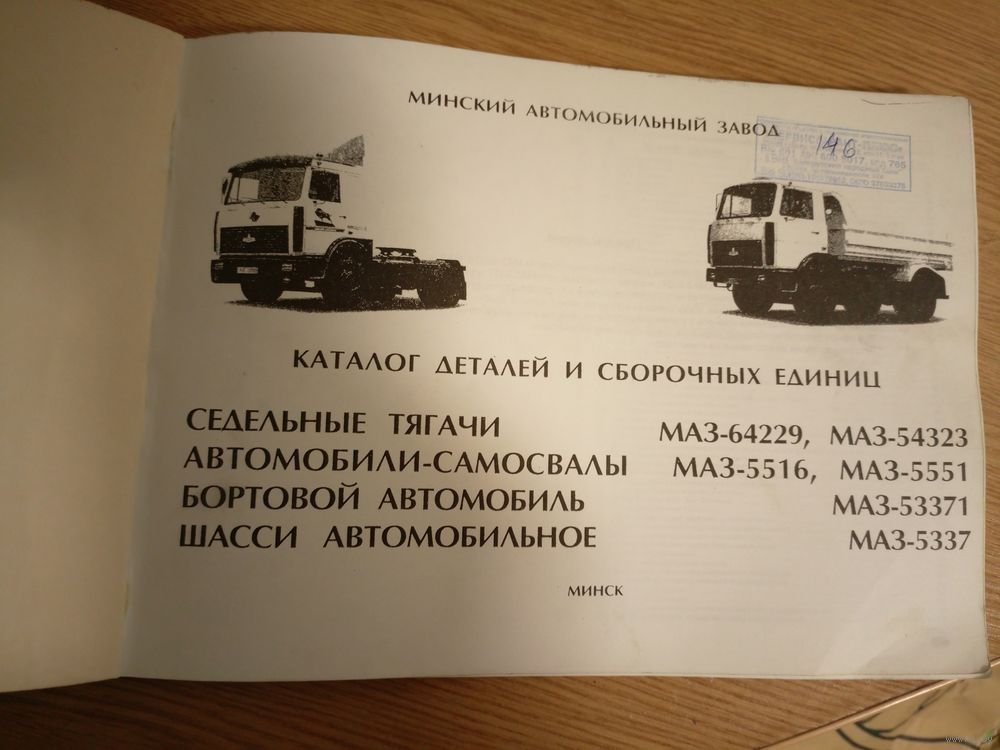 МИНСКИЙ АВТОМОБИЛЬНЫЙ ЗАВОД
146
КАТАЛОГ ДЕТАЛЕЙ И СБОРОЧНЫХ ЕДИНИЦ
СЕДЕЛЬНЫЕ ТЯГАЧИ МАЗ-64229, МАЗ-54323
АВТОМОБИЛИ-САМОСВАЛЫ МАЗ-5516, МАЗ-5551
БОРТОВОЙ АВТОМОБИЛЬ МАЗ-53371
ШАССИ АВТОМОБИЛЬНОЕ МАЗ-5337
МИНСК